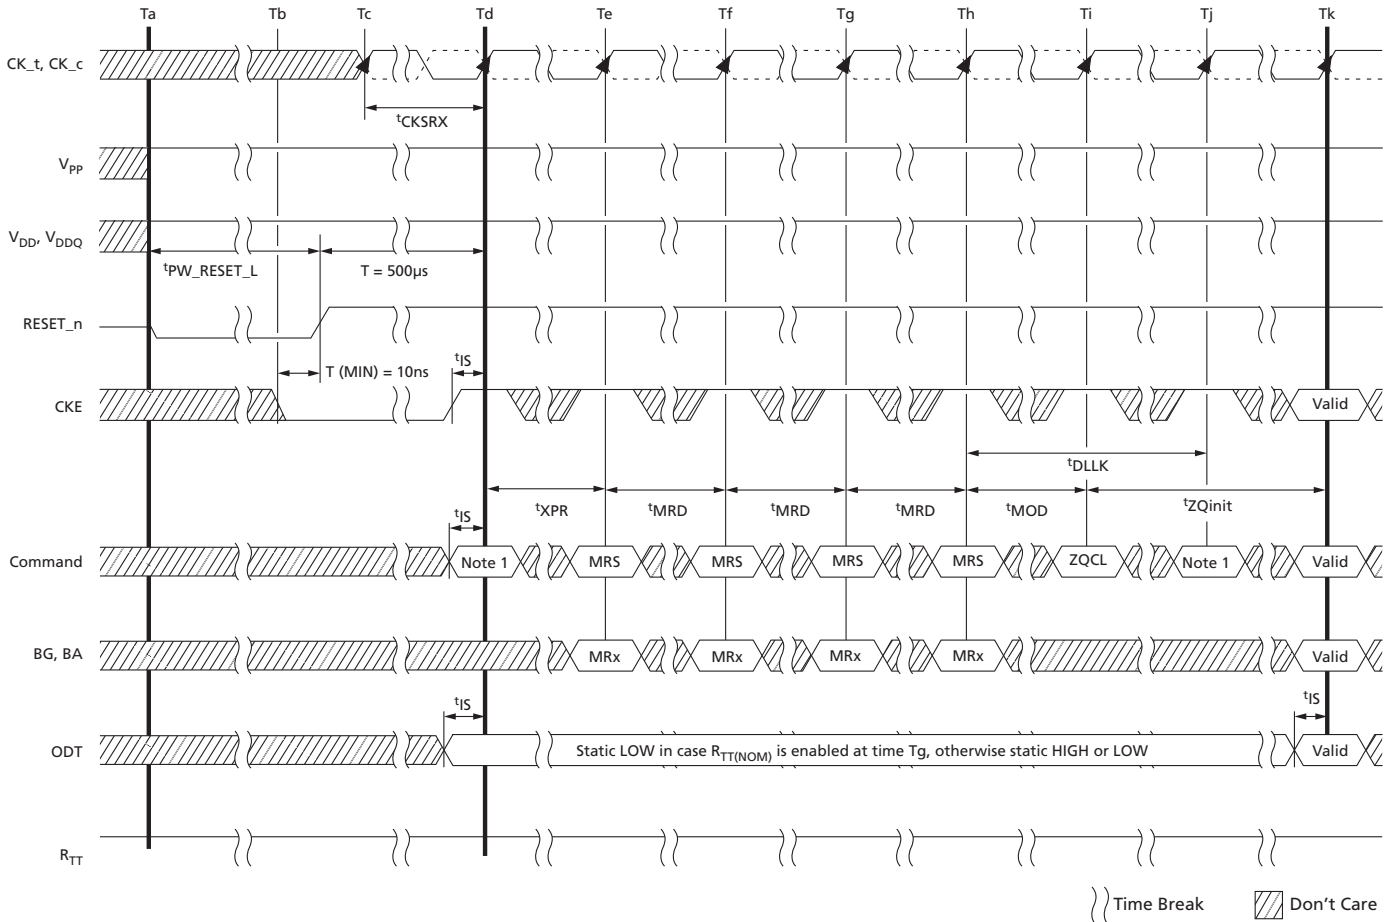 Ta Tb Tc Td Te Tf Tg Th Ti Tj Tk
CK_t, CK_c
tCKSRX
VPP
VDD, VDDQ
tPW_RESET_L T = 500µs
RESET_n
tIS
T (MIN) = 10ns
CKE Valid
tDLLK
tXPR tMRD tMRD tMRD tMOD tZQinit
tIS
Command Note 1 MRS MRS MRS MRS ZQCL Note 1 Valid
BG, BA MRx MRx MRx MRx Valid
tIS tIS
ODT Static LOW in case RTT(NOM) is enabled at time Tg, otherwise static HIGH or LOW Valid
RTT
Time Break Don't Care